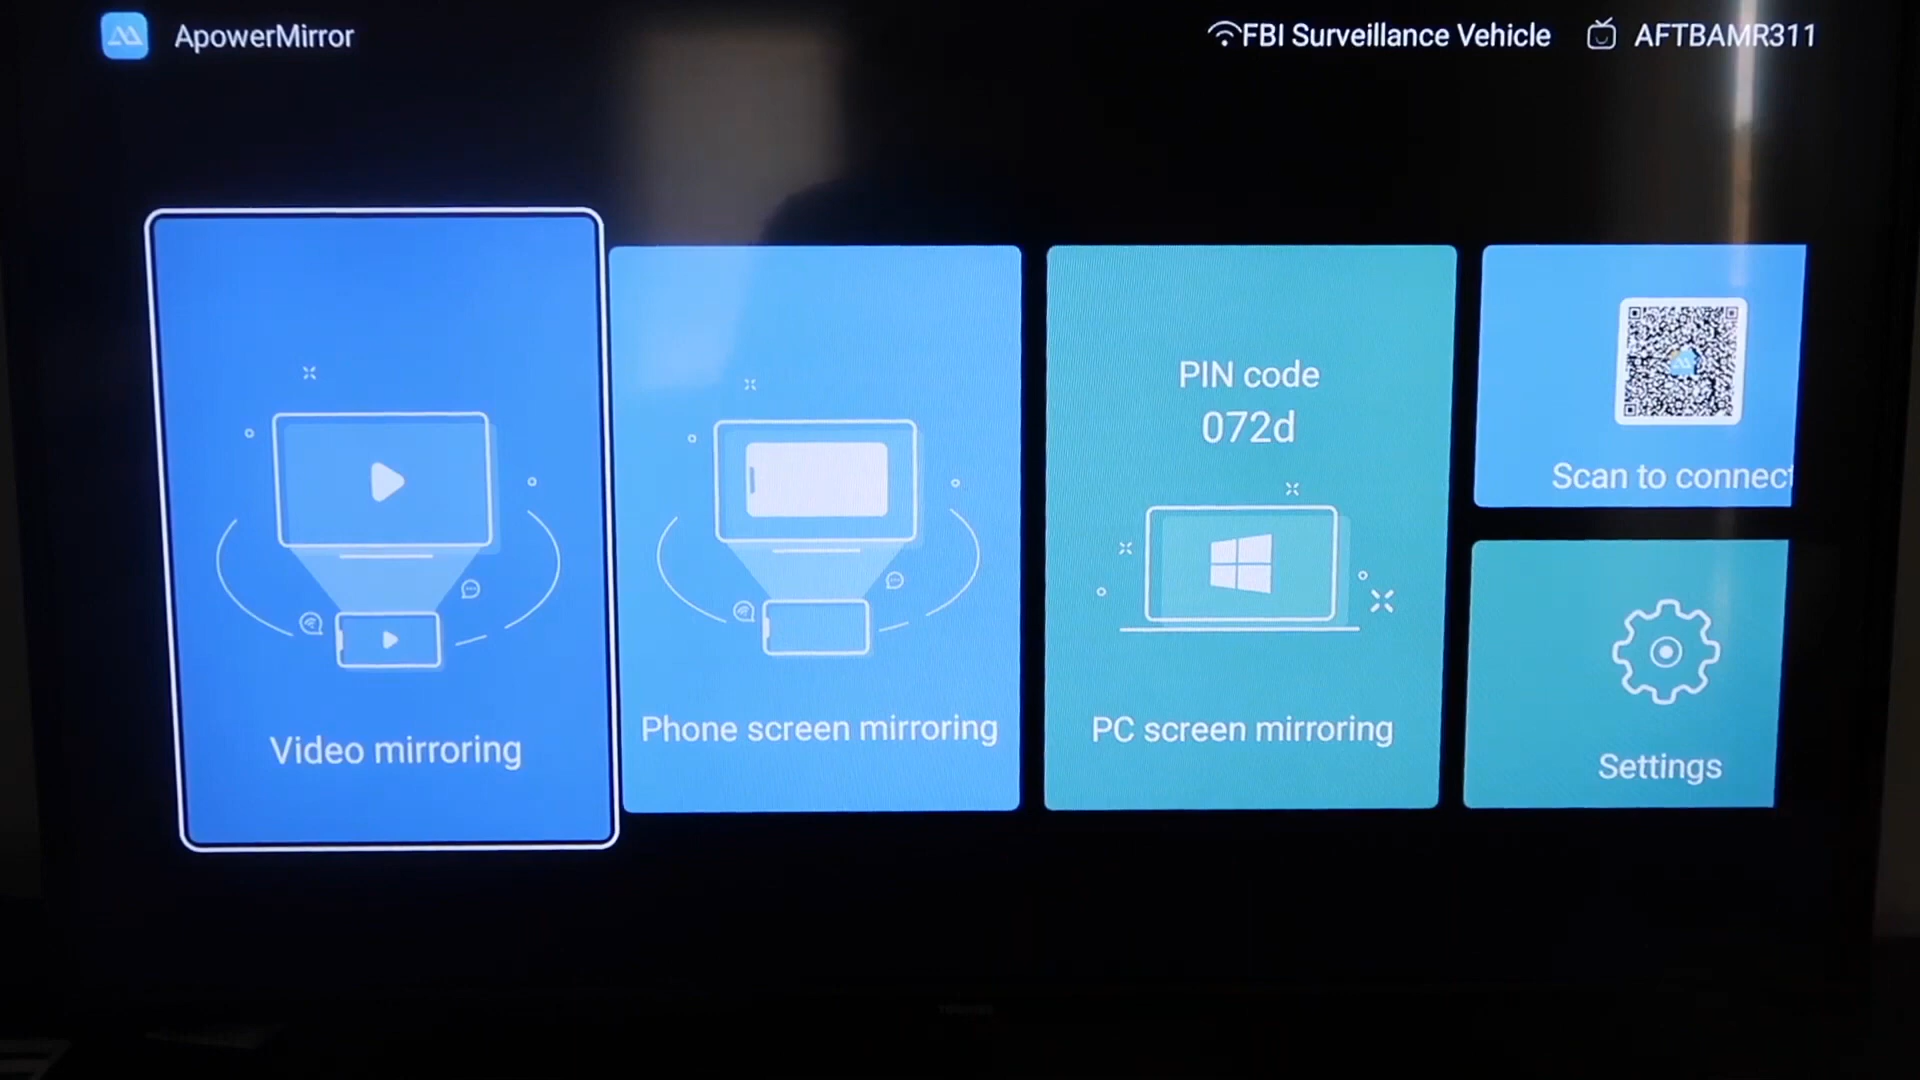 ApowerMirror
FBI Surveillance Vehicle
AFTBAMR311
Video mirroring
Phone screen mirroring
PIN code
072d
PC screen mirroring
Scan to connect
Settings